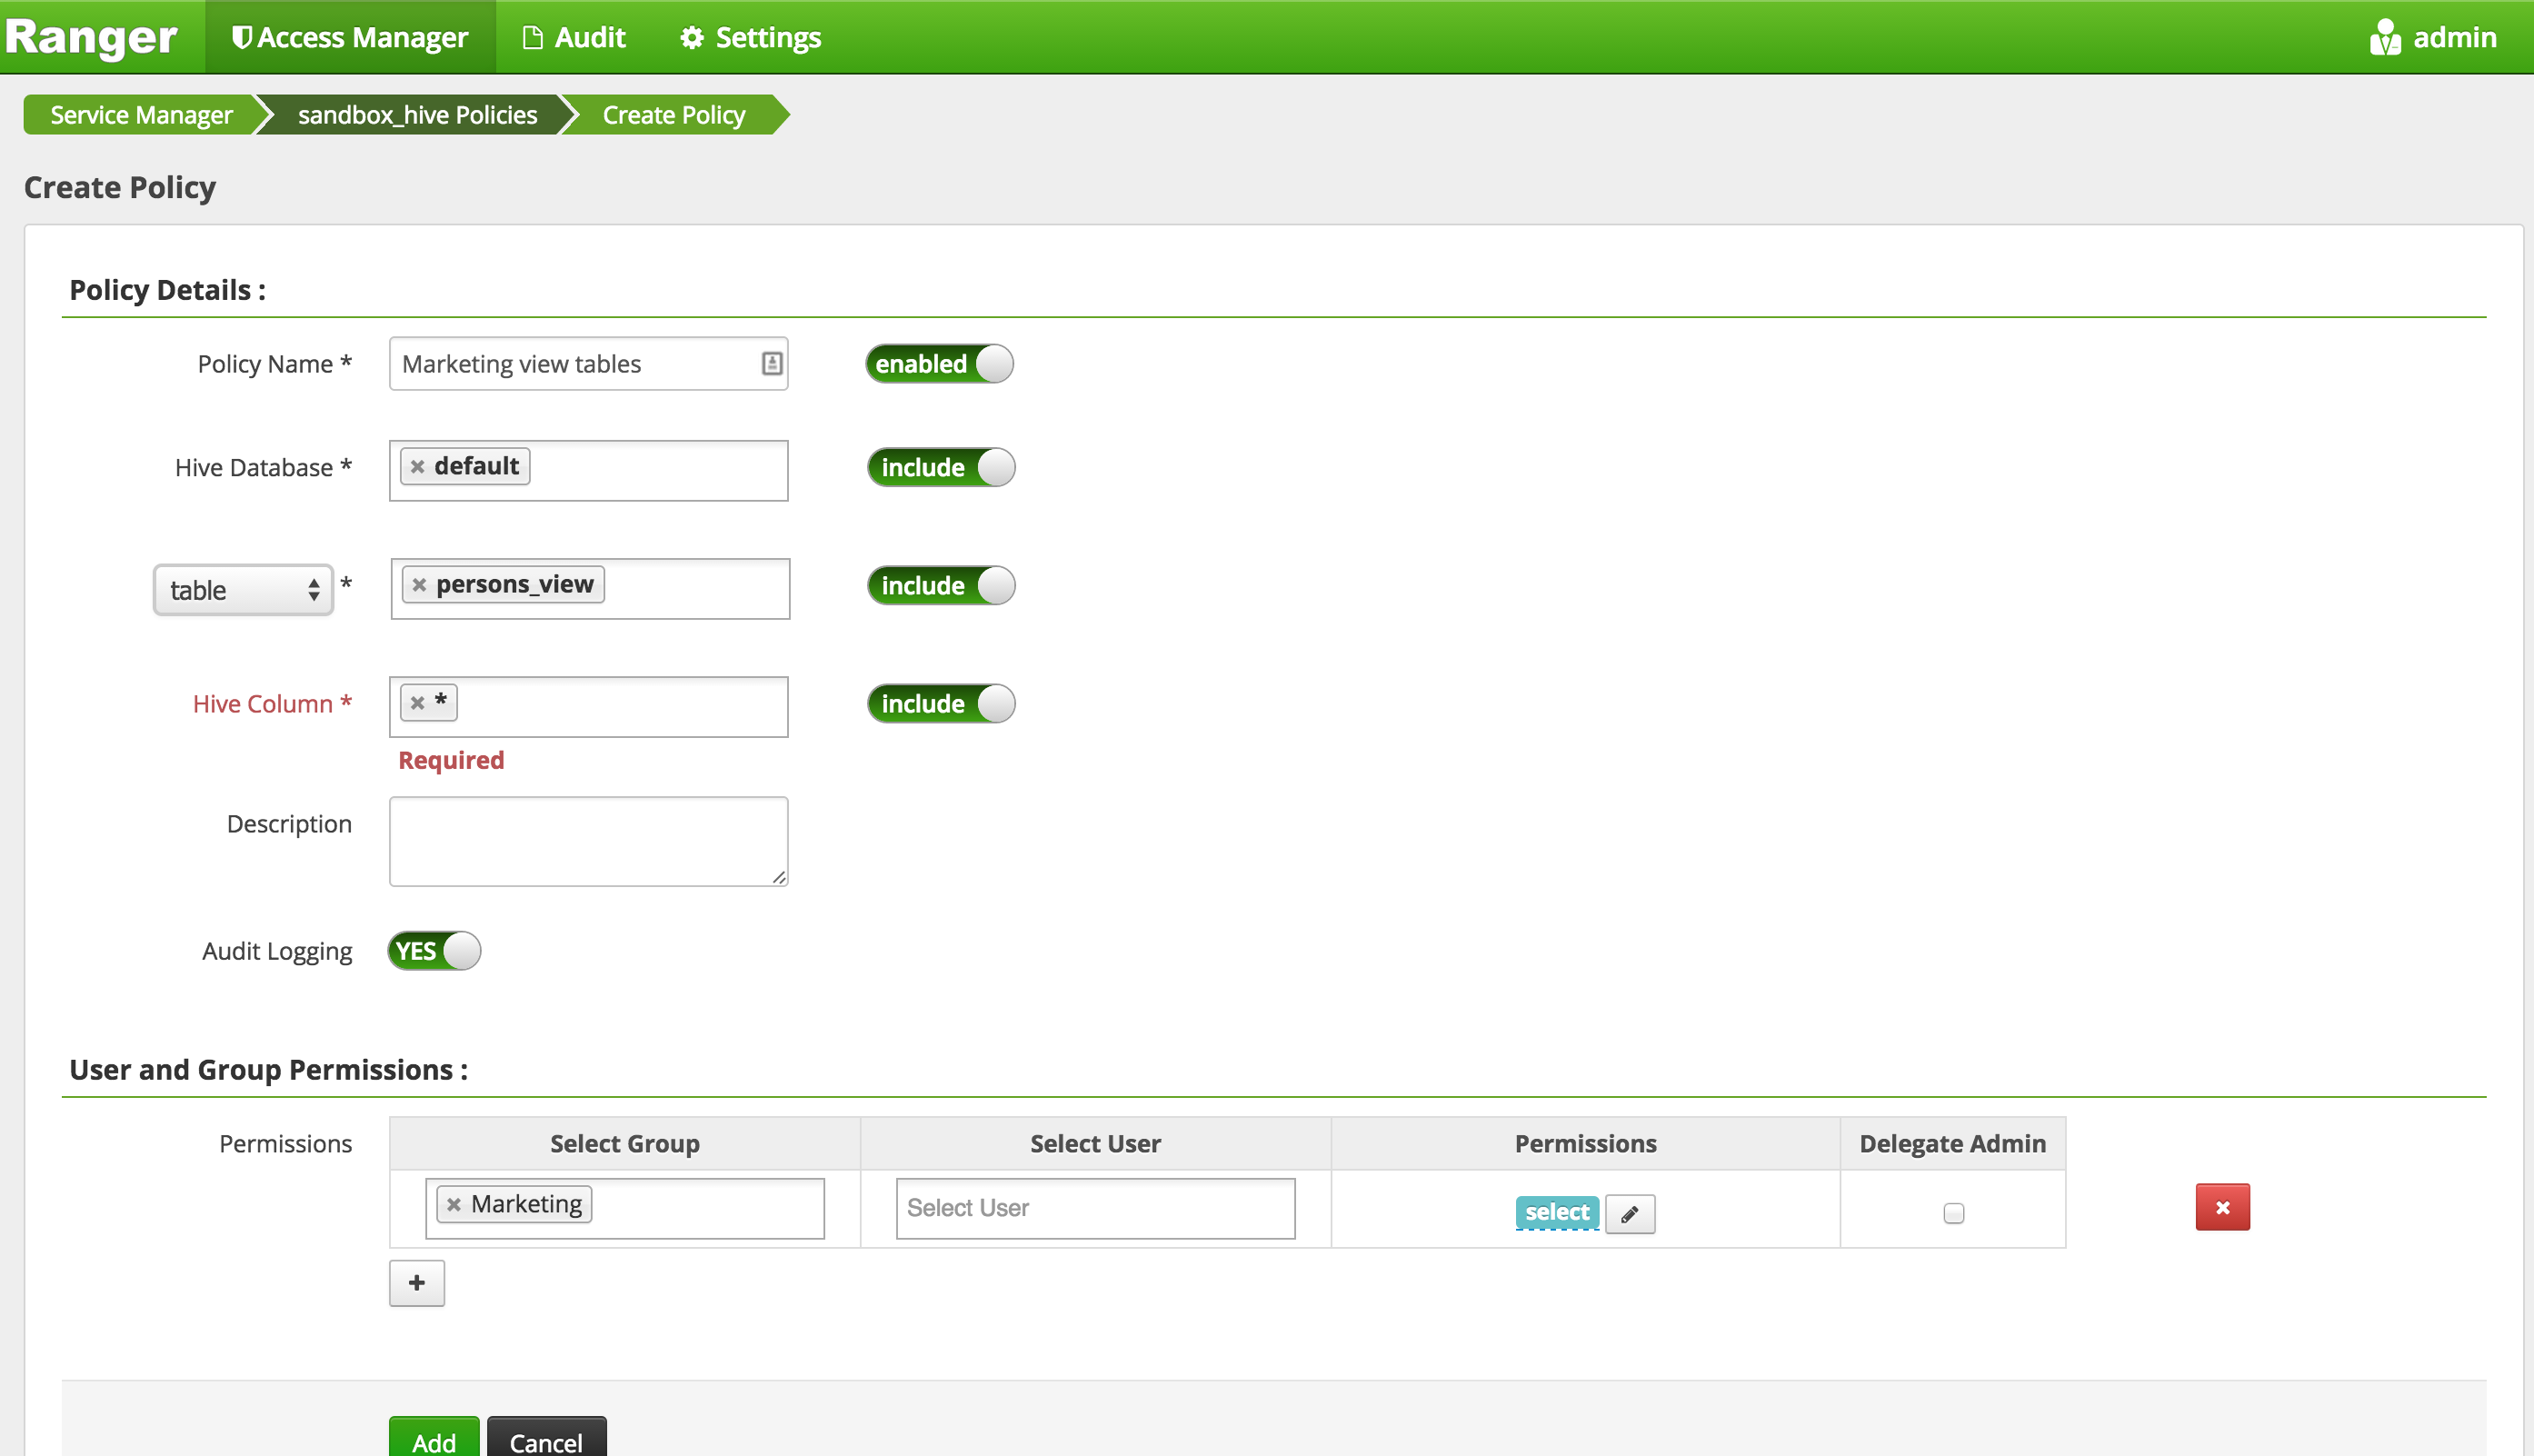 Ranger Access Manager Audit Settings admin
Service Manager sandbox_hive Policies Create Policy
Create Policy
Policy Details :
Policy Name * Marketing view tables enabled
Hive Database * default include
table * persons_view include
Hive Column * * include
Required
Description
Audit Logging YES
User and Group Permissions :
Permissions Select Group Select User Permissions Delegate Admin
Marketing Select User select
Add Cancel